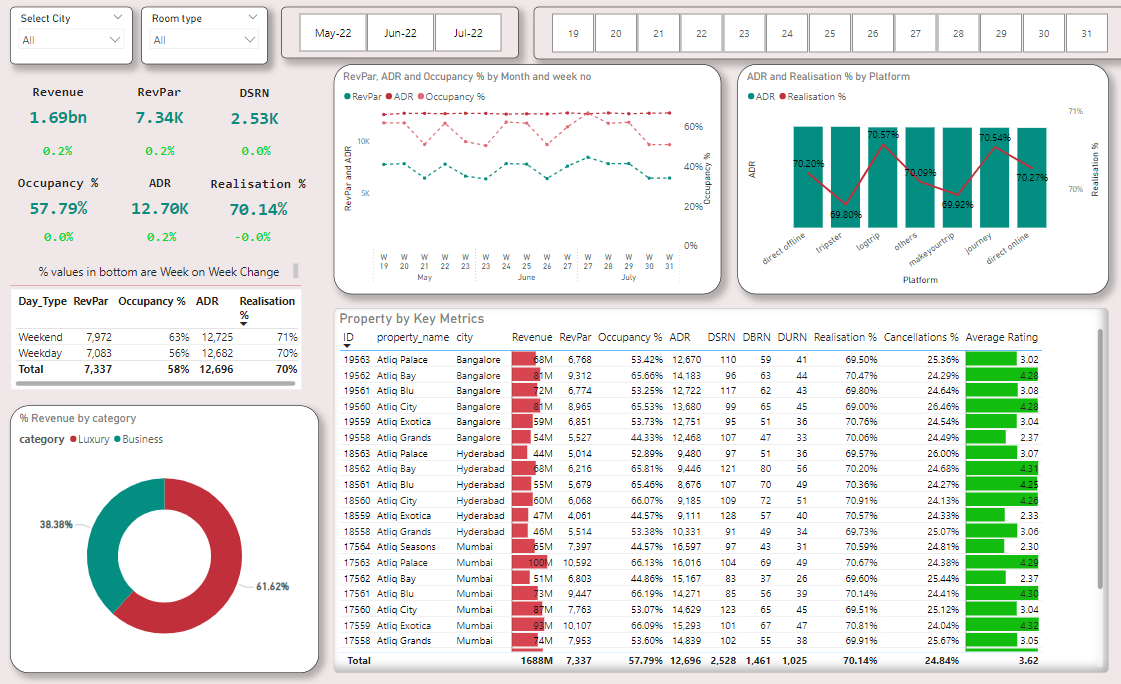 Select City
All
Room type
All
May-22 Jun-22 Jul-22
19 20 21 22 23 24 25 26 27 28 29 30 31
Revenue RevPar DSRN
1.69bn 7.34K 2.53K
0.2% 0.2% 0.0%
Occupancy % ADR Realisation %
57.79% 12.70K 70.14%
0.0% 0.2% -0.0%
% values in bottom are Week on Week Change
Day_Type RevPar Occupancy % ADR Realisation %
Weekend 7,972 63% 12,725 71%
Weekday 7,083 56% 12,682 70%
Total 7,337 58% 12,696 70%
% Revenue by category
category Luxury Business
38.38%
61.62%
RevPar, ADR and Occupancy % by Month and week no
RevPar ADR Occupancy %
RevPar and ADR
10K
5K
60%
40%
20%
0%
Occupancy %
W W W W W W W W W W W W W W W
19 20 21 22 23 23 24 25 26 27 27 28 29 30 31
May June July
ADR and Realisation % by Platform
ADR Realisation %
ADR
71%
70%
Realisation %
70.20% 69.80% 70.57% 70.09% 69.92% 70.54% 70.27%
direct offline tripster logtrip others makeyourtrip journey direct online
Platform
Property by Key Metrics
ID property_name city Revenue RevPar Occupancy % ADR DSRN DBRN DURN Realisation % Cancellations % Average Rating
19563 Atliq Palace Bangalore 68M 6,768 53.42% 12,670 110 59 41 69.50% 25.36% 3.02
19562 Atliq Bay Bangalore 81M 9,312 65.66% 14,183 96 63 44 70.47% 24.29% 4.28
19561 Atliq Blu Bangalore 72M 6,774 53.25% 12,722 117 62 43 69.80% 24.64% 3.08
19560 Atliq City Bangalore 81M 8,965 65.53% 13,680 99 65 45 69.00% 26.46% 4.28
19559 Atliq Exotica Bangalore 59M 6,851 53.73% 12,751 95 51 36 70.76% 24.54% 3.04
19558 Atliq Grands Bangalore 54M 5,527 44.33% 12,468 107 47 33 70.06% 24.49% 2.37
18563 Atliq Palace Hyderabad 44M 5,014 52.89% 9,480 97 51 36 69.57% 26.00% 3.07
18562 Atliq Bay Hyderabad 68M 6,216 65.81% 9,446 121 80 56 70.20% 24.68% 4.31
18561 Atliq Blu Hyderabad 55M 5,679 65.46% 8,676 107 70 49 70.36% 24.27% 4.25
18560 Atliq City Hyderabad 60M 6,068 66.07% 9,185 109 72 51 70.91% 24.13% 4.26
18559 Atliq Exotica Hyderabad 47M 4,061 44.57% 9,111 128 57 40 70.57% 24.33% 2.33
18558 Atliq Grands Hyderabad 46M 5,514 53.38% 10,331 91 49 34 69.73% 25.07% 3.06
17564 Atliq Seasons Mumbai 65M 7,397 44.57% 16,597 97 43 31 70.59% 24.81% 2.30
17563 Atliq Palace Mumbai 100M 10,592 66.13% 16,016 104 69 49 70.67% 24.38% 4.29
17562 Atliq Bay Mumbai 51M 6,803 44.86% 15,167 83 37 26 69.60% 25.44% 2.37
17561 Atliq Blu Mumbai 73M 9,447 66.19% 14,271 85 56 39 70.14% 24.41% 4.30
17560 Atliq City Mumbai 87M 7,763 53.07% 14,629 123 65 45 69.51% 25.12% 3.04
17559 Atliq Exotica Mumbai 93M 10,107 66.09% 15,293 101 67 47 70.81% 24.04% 4.32
17558 Atliq Grands Mumbai 74M 7,953 53.60% 14,839 102 55 38 69.91% 25.67% 3.05
Total 1688M 7,337 57.79% 12,696 2,528 1,461 1,025 70.14% 24.84% 3.62